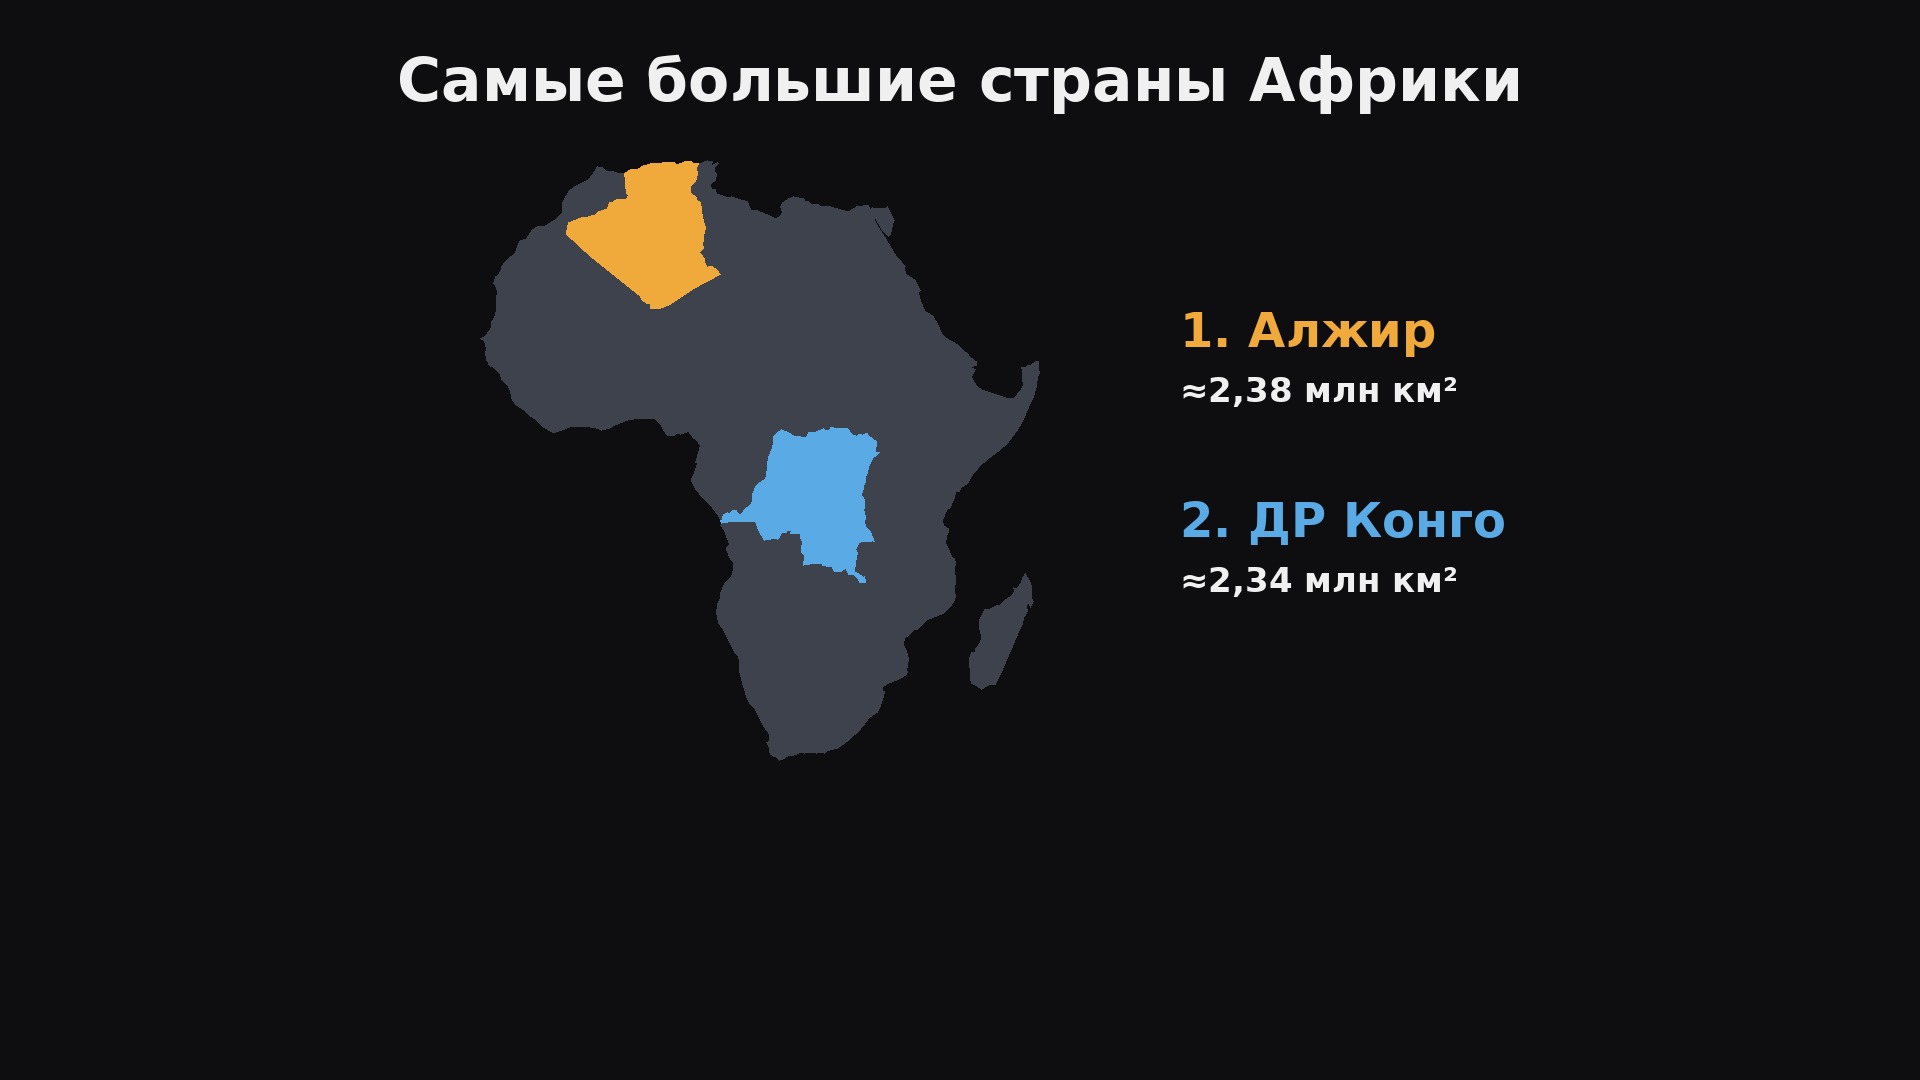 Самые большие страны Африки
1. Алжир
≈2,38 млн км²
2. ДР Конго
≈2,34 млн км²